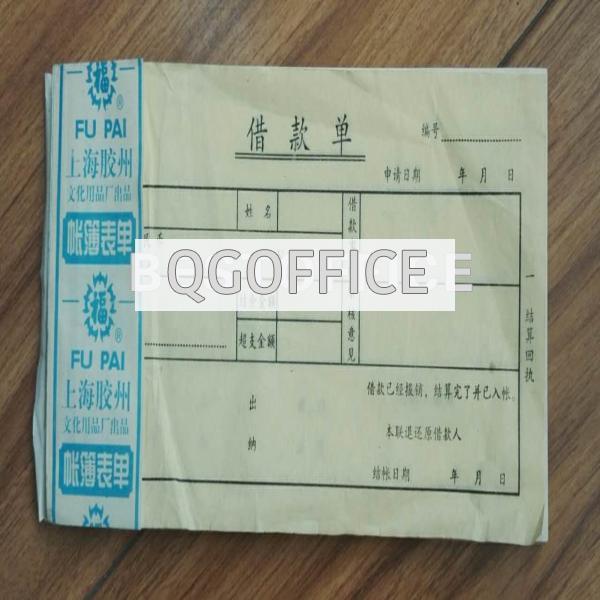 福
®
FU PAI
上海胶州
文化用品厂出品
帐簿表单
福
®
FU PAI
上海胶州
文化用品厂出品
帐簿表单
借款单
编号
申请日期 年 月 日
姓名
借款
BQGOFFICE
超支金额
核意见
出纳
借款已经报销，结算完了并已入帐。
本联退还原借款人
结帐日期 年 月 日
一 结算回执